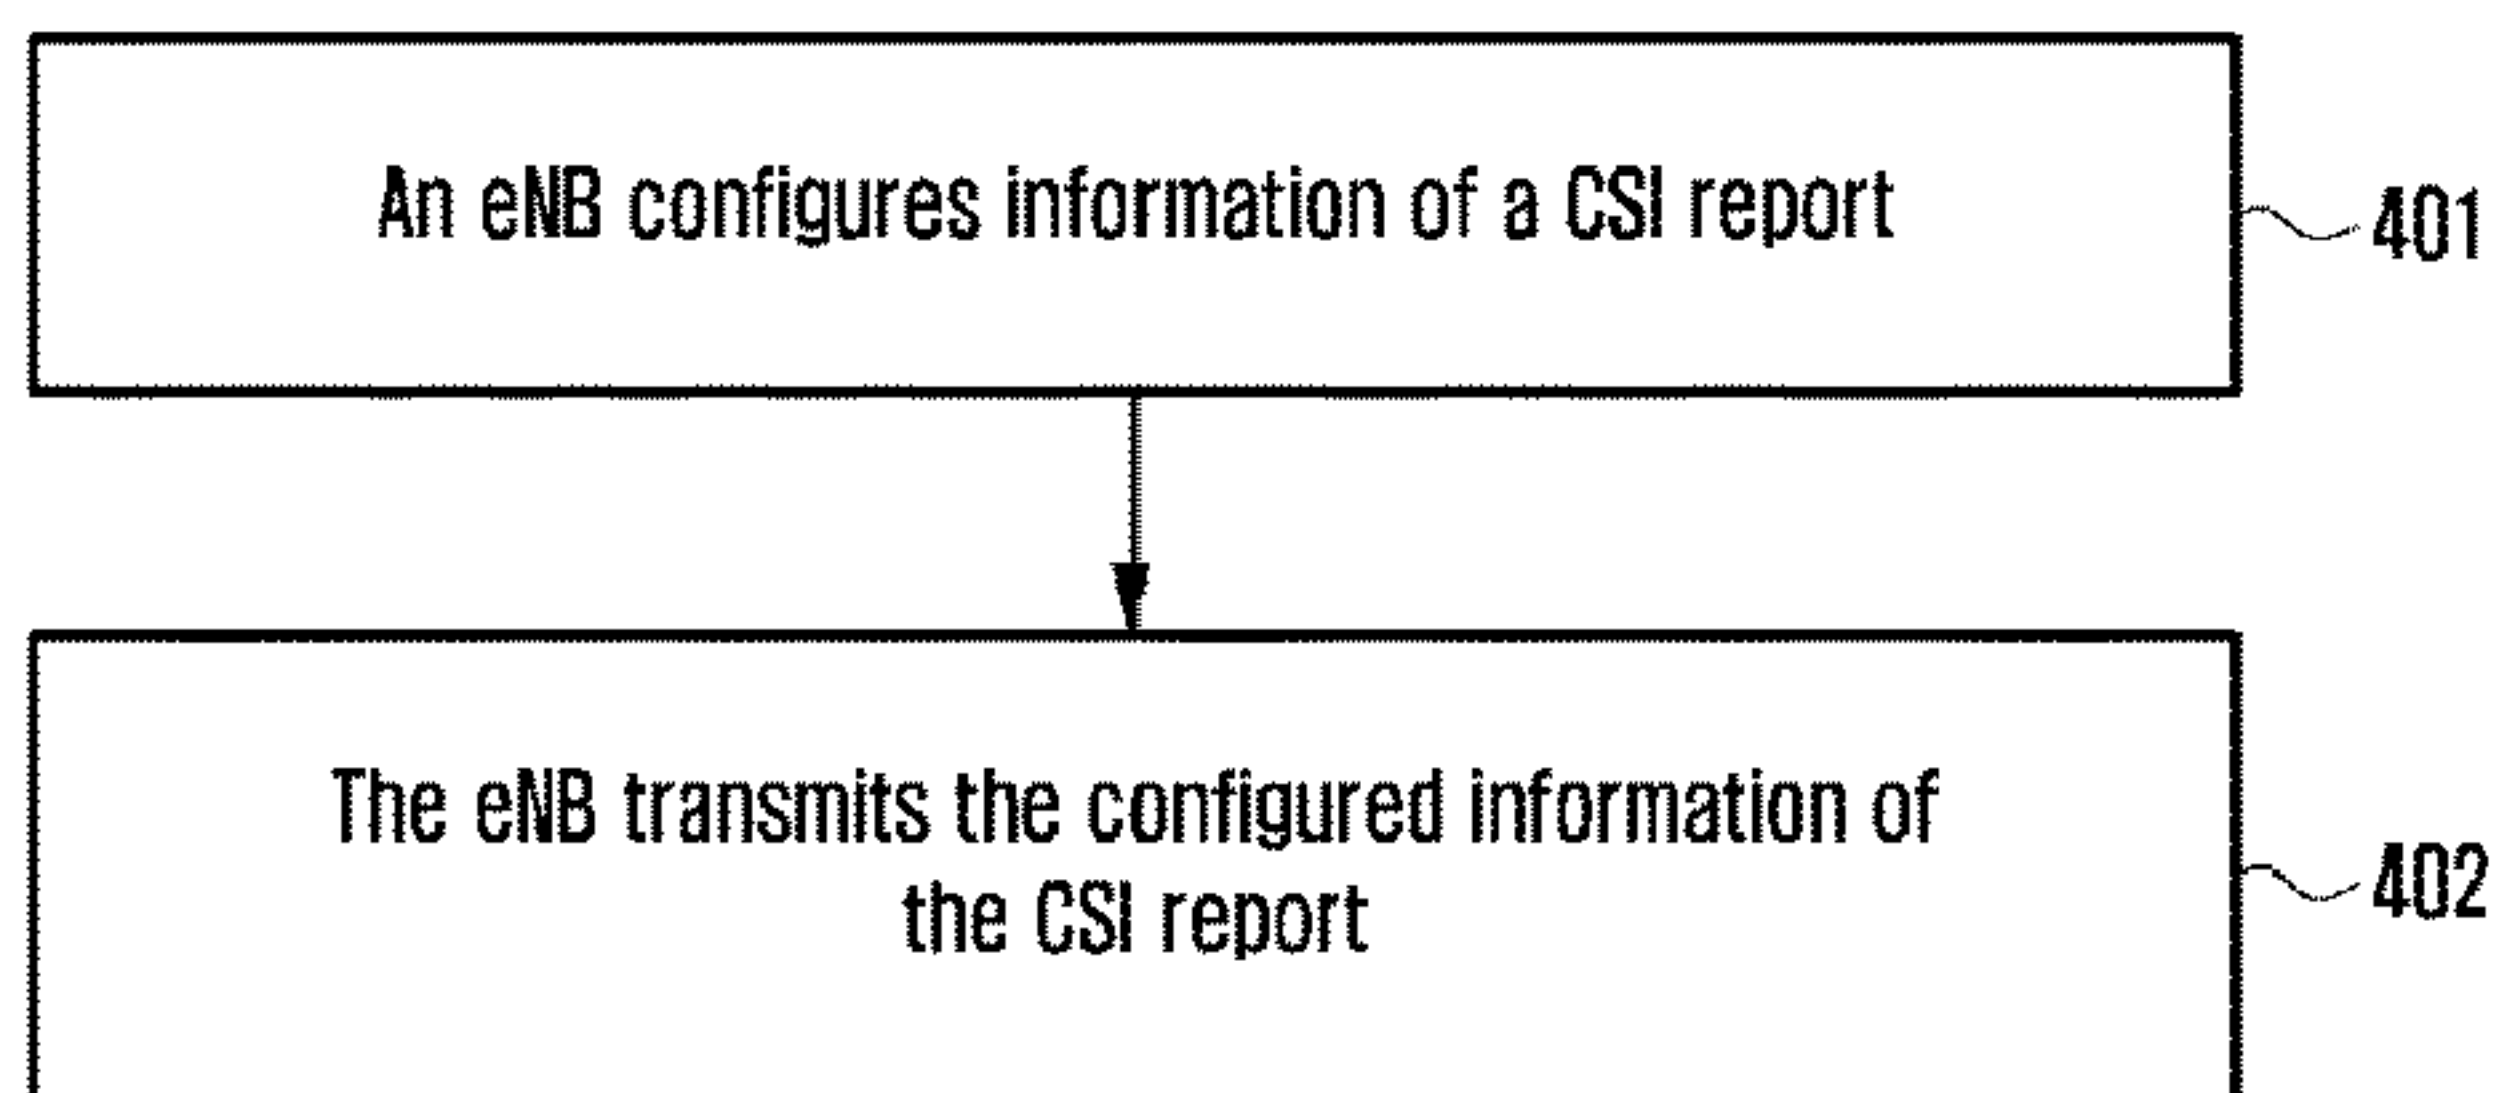 An eNB configures information of a CSI report
401
The eNB transmits the configured information of
the CSI report
402